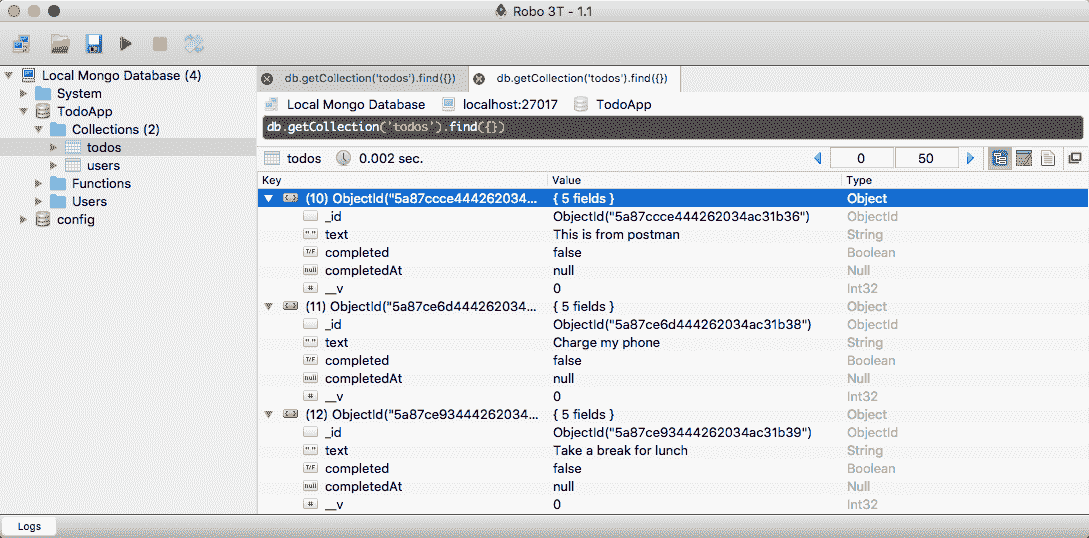 Robo 3T - 1.1
Local Mongo Database (4)
System
TodoApp
Collections (2)
todos
users
Functions
Users
config
db.getCollection('todos').find({})
db.getCollection('todos').find({})
Local Mongo Database localhost:27017 TodoApp
db.getCollection('todos').find({})
todos 0.002 sec. 0 50
Key Value Type
(10) ObjectId("5a87ccce444262034... { 5 fields } Object
_id ObjectId("5a87ccce444262034ac31b36") ObjectId
" " text This is from postman String
T/F completed false Boolean
null completedAt null Null
# __v 0 Int32
(11) ObjectId("5a87ce6d444262034... { 5 fields } Object
_id ObjectId("5a87ce6d444262034ac31b38") ObjectId
" " text Charge my phone String
T/F completed false Boolean
null completedAt null Null
# __v 0 Int32
(12) ObjectId("5a87ce93444262034... { 5 fields } Object
_id ObjectId("5a87ce93444262034ac31b39") ObjectId
" " text Take a break for lunch String
T/F completed false Boolean
null completedAt null Null
# __v 0 Int32
Logs